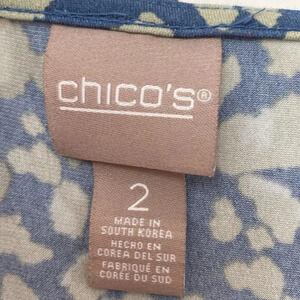 chico's®
2
MADE IN
SOUTH KOREA
HECHO EN
COREA DEL SUR
FABRIQUÉ EN
CORÉE DU SUD